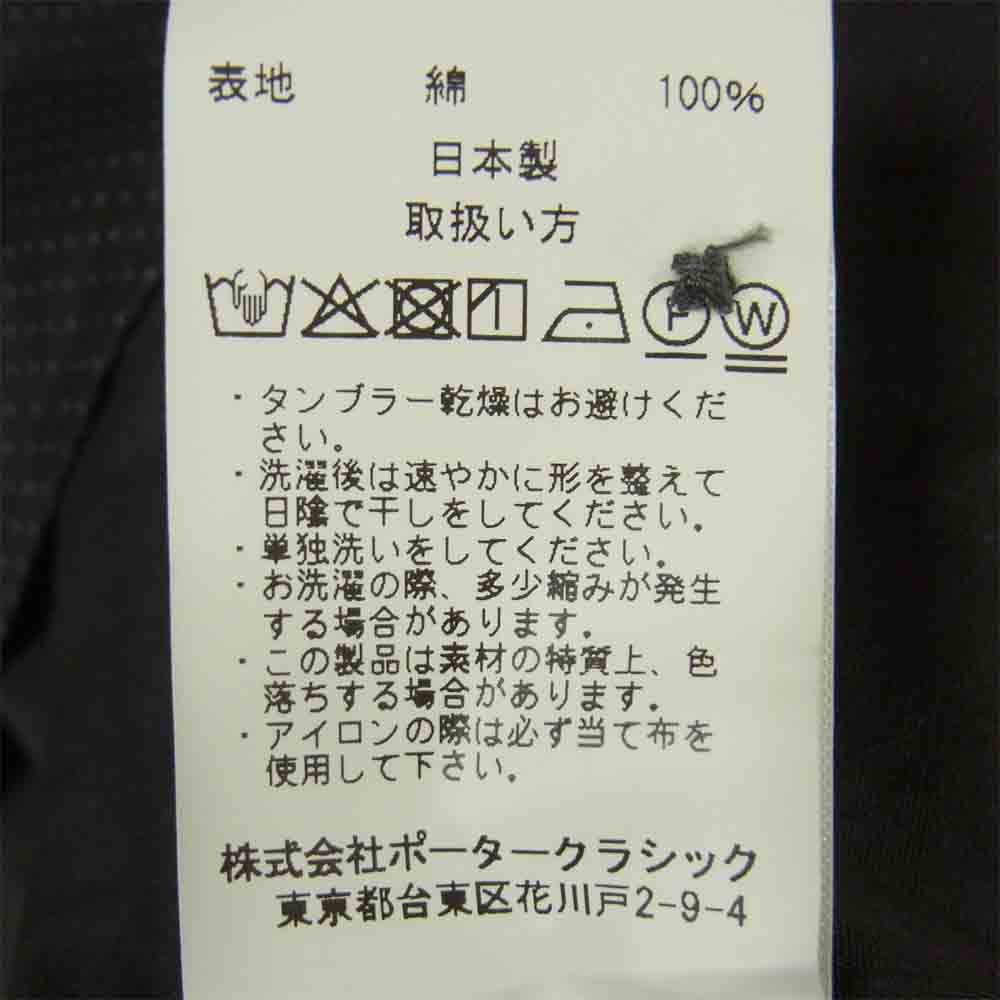 表地 綿 100%
日本製
取扱い方
W
・タンブラー乾燥はお避けくだ
さい。
・洗濯後は速やかに形を整えて
日陰で干しをしてください。
・単独洗いをしてください。
・お洗濯の際、多少縮みが発生
する場合があります。
・この製品は素材の特質上、色
落ちする場合があります。
・アイロンの際は必ず当て布を
使用して下さい。
株式会社ポータークラシック
東京都台東区花川戸2-9-4